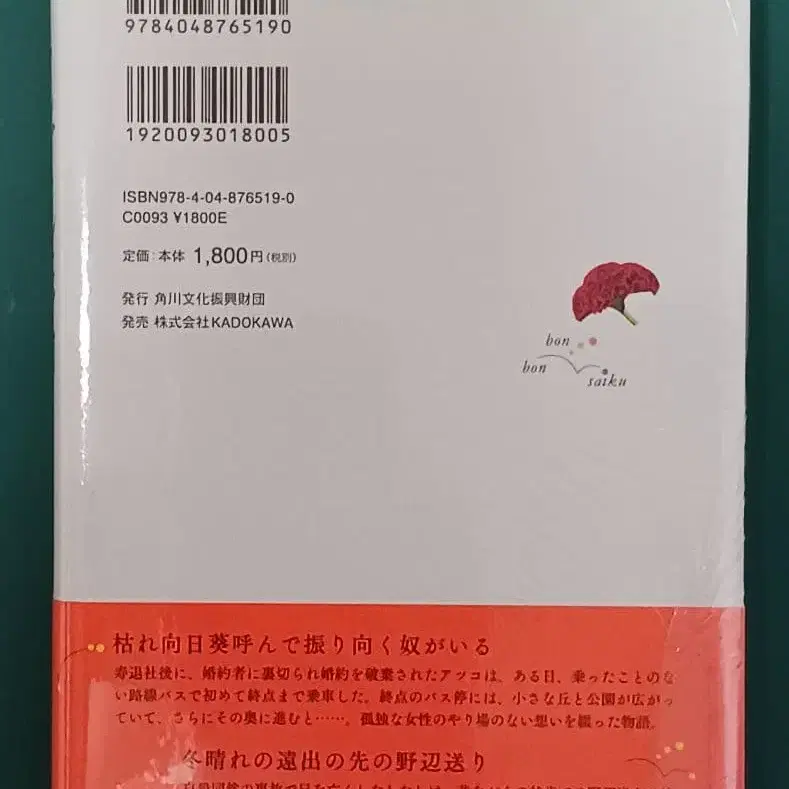 9784048765190
1920093018005
ISBN978-4-04-876519-0
C0093 ¥1800E
定価：本体 1,800円（税別）
発行 角川文化振興財団
発売 株式会社KADOKAWA
bon
bon
saiku
枯れ向日葵呼んで振り向く奴がいる
寿退社後に、婚約者に裏切られ婚約を破棄されたアツコは、ある日、乗ったことのな
い路線バスで初めて終点まで乗車した。終点のバス停には、小さな丘と公園が広がっ
ていて、さらにその奥に進むと……。孤独な女性のやり場のない想いを綴った物語。
冬晴れの遠出の先の野辺送り